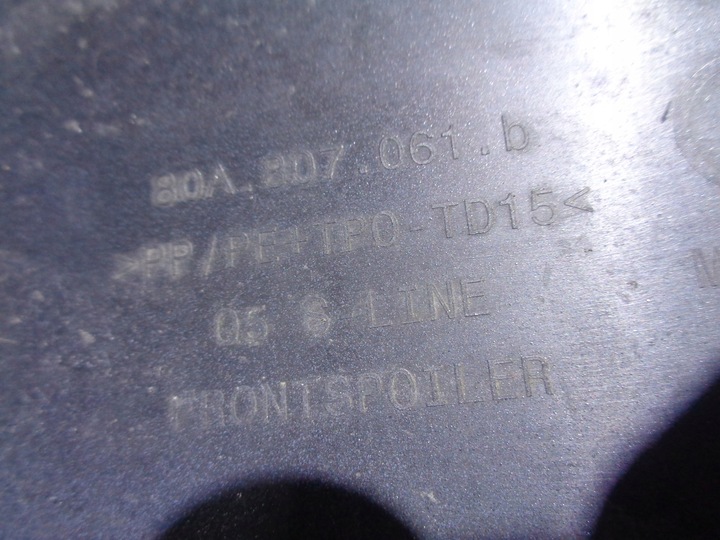 80A.807.061.b
>PP/PE+TPO-TD15<
Q5 S LINE
FRONTSPOILER